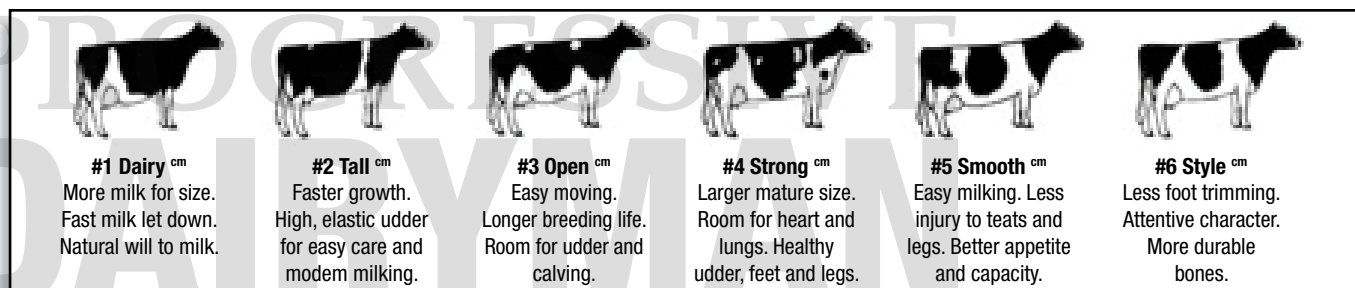 PROGRESSIVE
DAIRYMAN
#1 Dairy cm
More milk for size.
Fast milk let down.
Natural will to milk.
#2 Tall cm
Faster growth.
High, elastic udder
for easy care and
modem milking.
#3 Open cm
Easy moving.
Longer breeding life.
Room for udder and
calving.
#4 Strong cm
Larger mature size.
Room for heart and
lungs. Healthy
udder, feet and legs.
#5 Smooth cm
Easy milking. Less
injury to teats and
legs. Better appetite
and capacity.
#6 Style cm
Less foot trimming.
Attentive character.
More durable
bones.